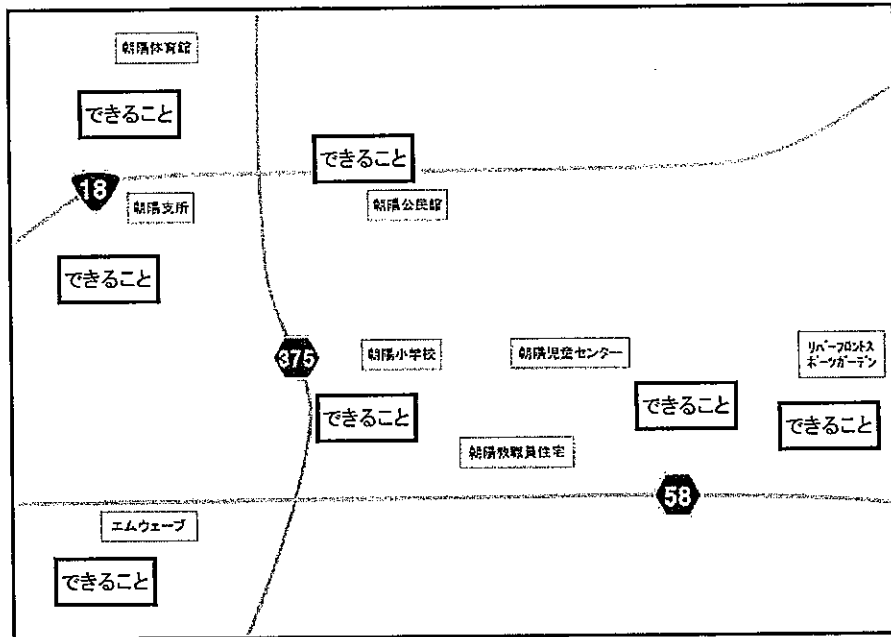 朝陽体育館
できること
できること
18
朝陽支所
朝陽公民館
できること
375
朝陽小学校
朝陽児童センター
リバーフロントス
ポーツガーデン
できること
できること
できること
朝陽教職員住宅
58
エムウェーブ
できること